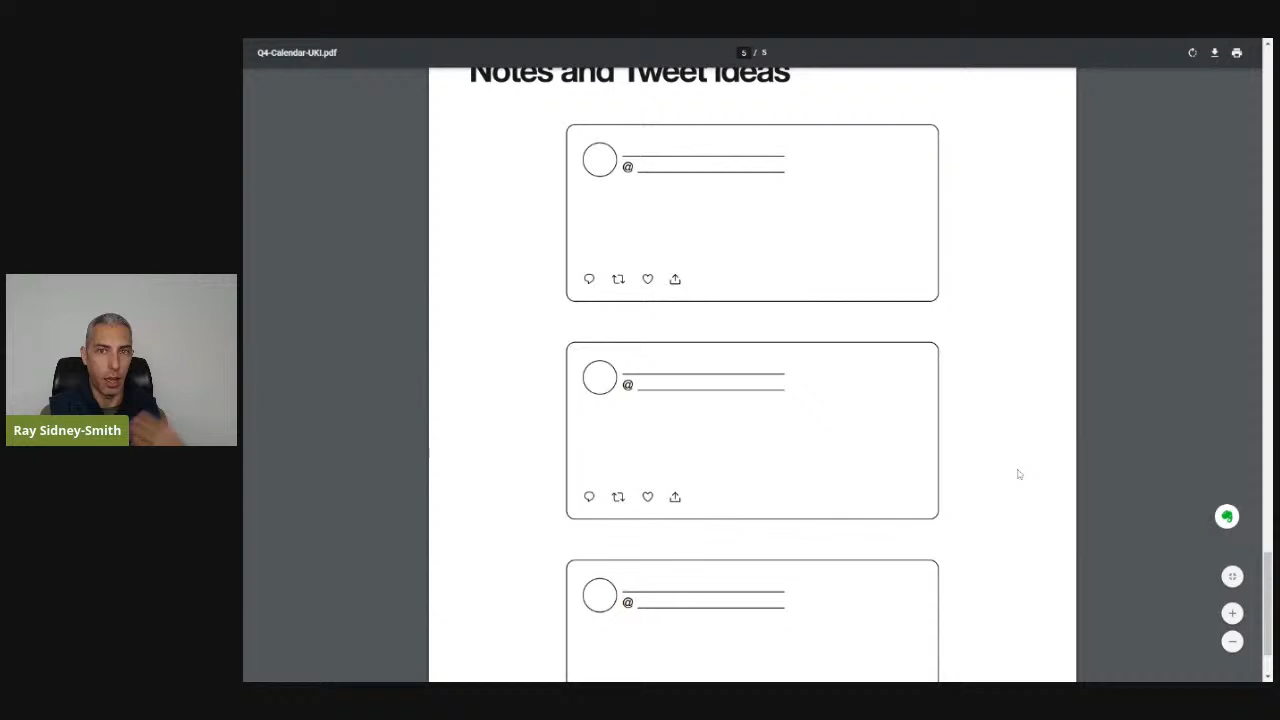 Q4-Calendar-UKI.pdf
5 / 5
Notes and Tweet Ideas
@
@
@
Ray Sidney-Smith